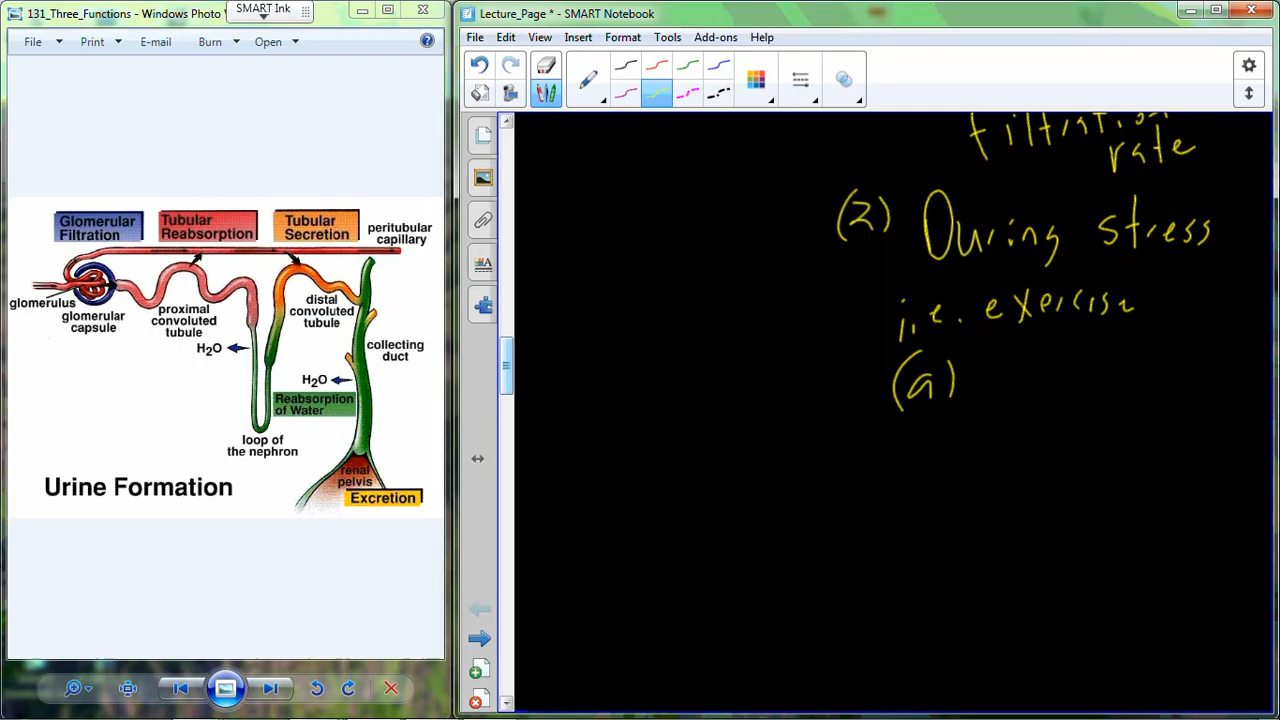 131_Three_Functions - Windows Photo
SMART Ink
File Print E-mail Burn Open
Glomerular
Filtration
Tubular
Reabsorption
Tubular
Secretion
peritubular
capillary
glomerulus
glomerular
capsule
proximal
convoluted
tubule
distal
convoluted
tubule
H2O
collecting
duct
H2O
Reabsorption
of Water
loop of
the nephron
renal
pelvis
Urine Formation
Excretion
Lecture_Page * - SMART Notebook
File Edit View Insert Format Tools Add-ons Help
filtration
rate
(2) During stress
i.e. exercise
(a)